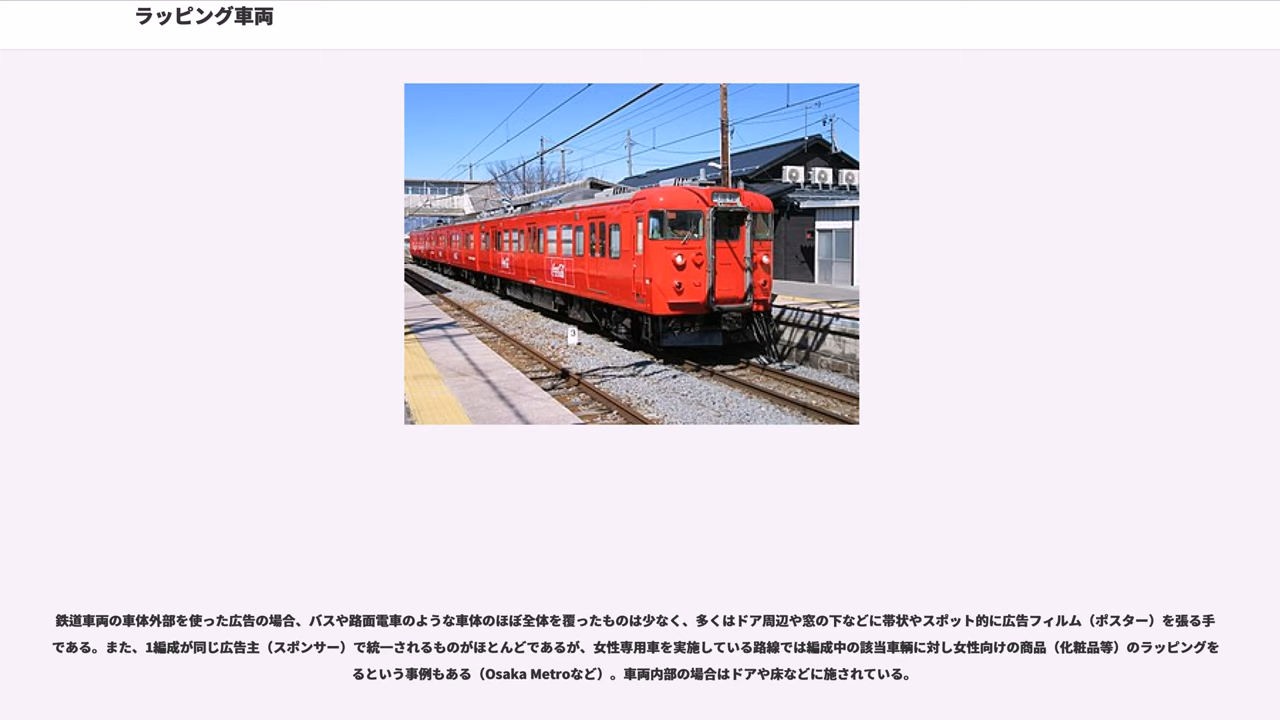 ラッピング車両
3
鉄道車両の車体外部を使った広告の場合、バスや路面電車のような車体のほぼ全体を覆ったものは少なく、多くはドア周辺や窓の下などに帯状やスポット的に広告フィルム（ポスター）を張る手
である。また、1編成が同じ広告主（スポンサー）で統一されるものがほとんどであるが、女性専用車を実施している路線では編成中の該当車輛に対し女性向けの商品（化粧品等）のラッピングを
るという事例もある（Osaka Metroなど）。車両内部の場合はドアや床などに施されている。